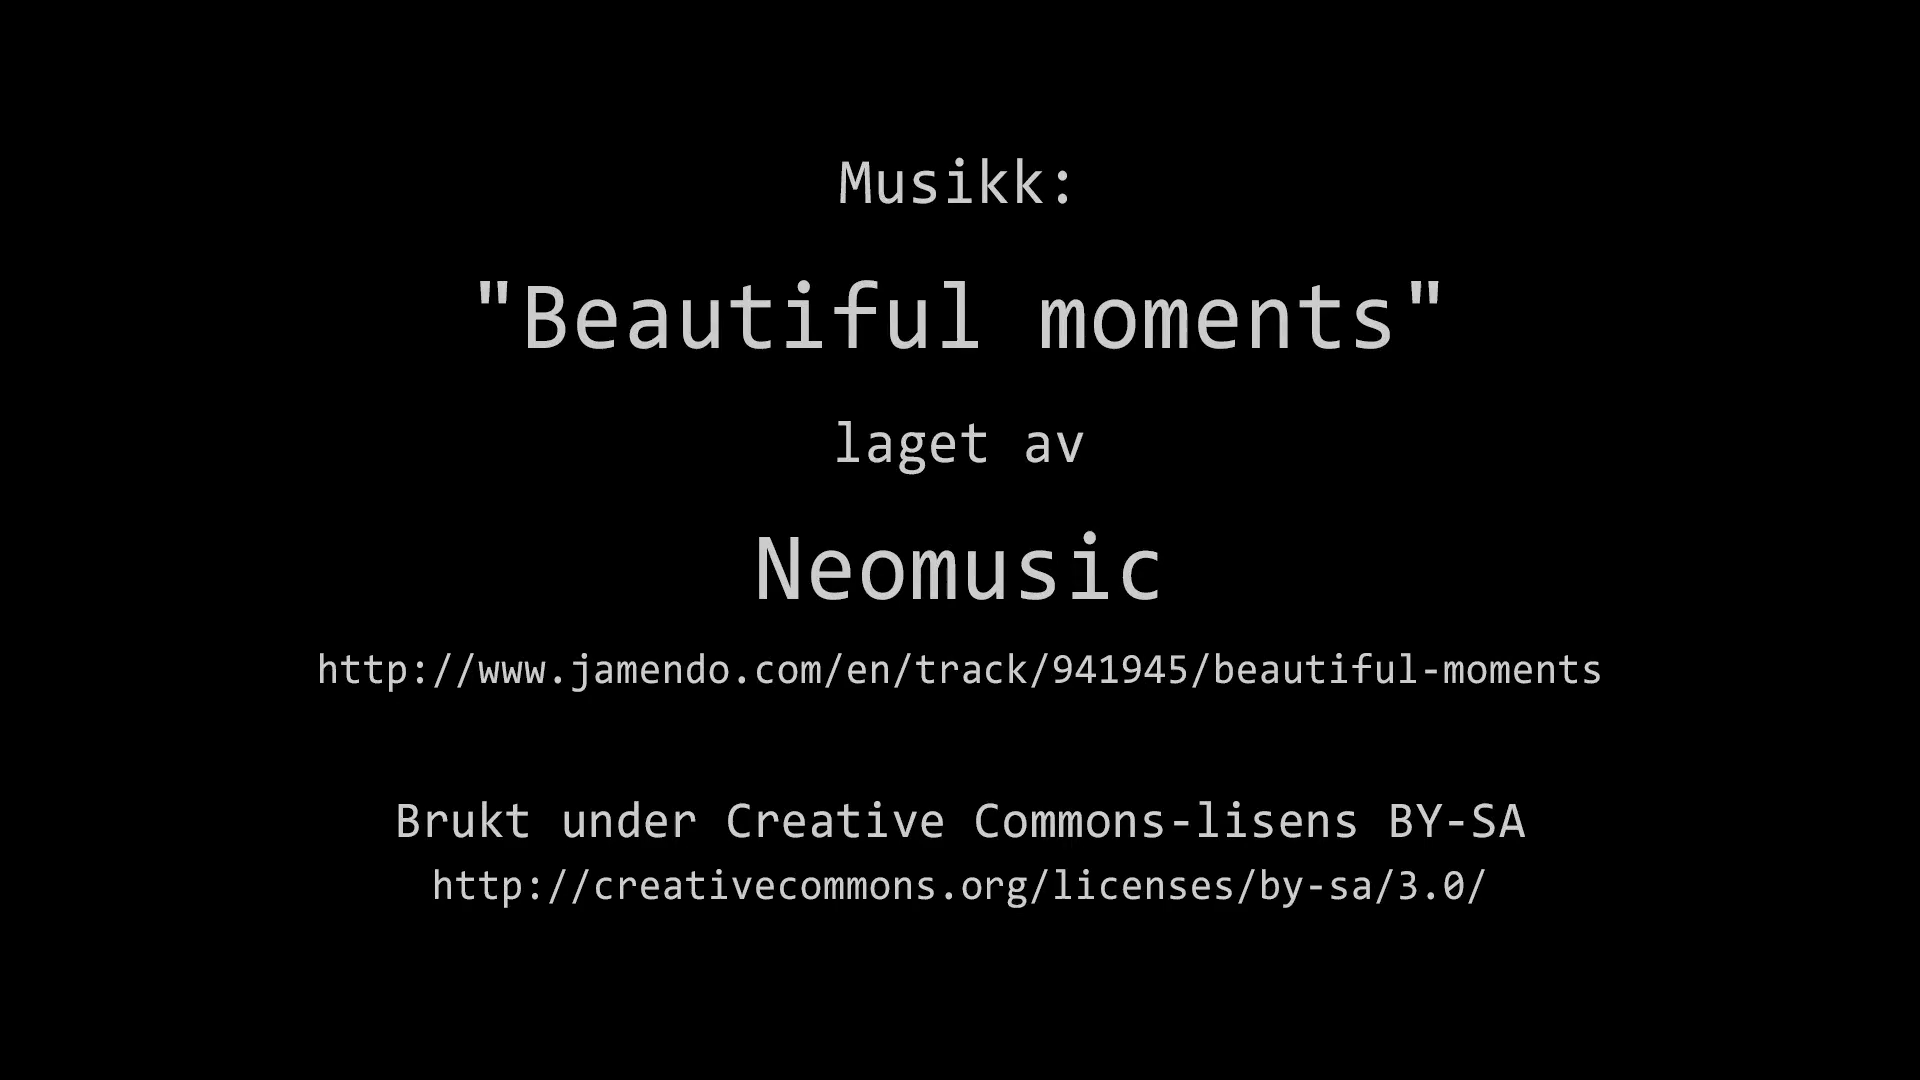 Musikk:
"Beautiful moments"
laget av
Neomusic
http://www.jamendo.com/en/track/941945/beautiful-moments
Brukt under Creative Commons-lisens BY-SA
http://creativecommons.org/licenses/by-sa/3.0/